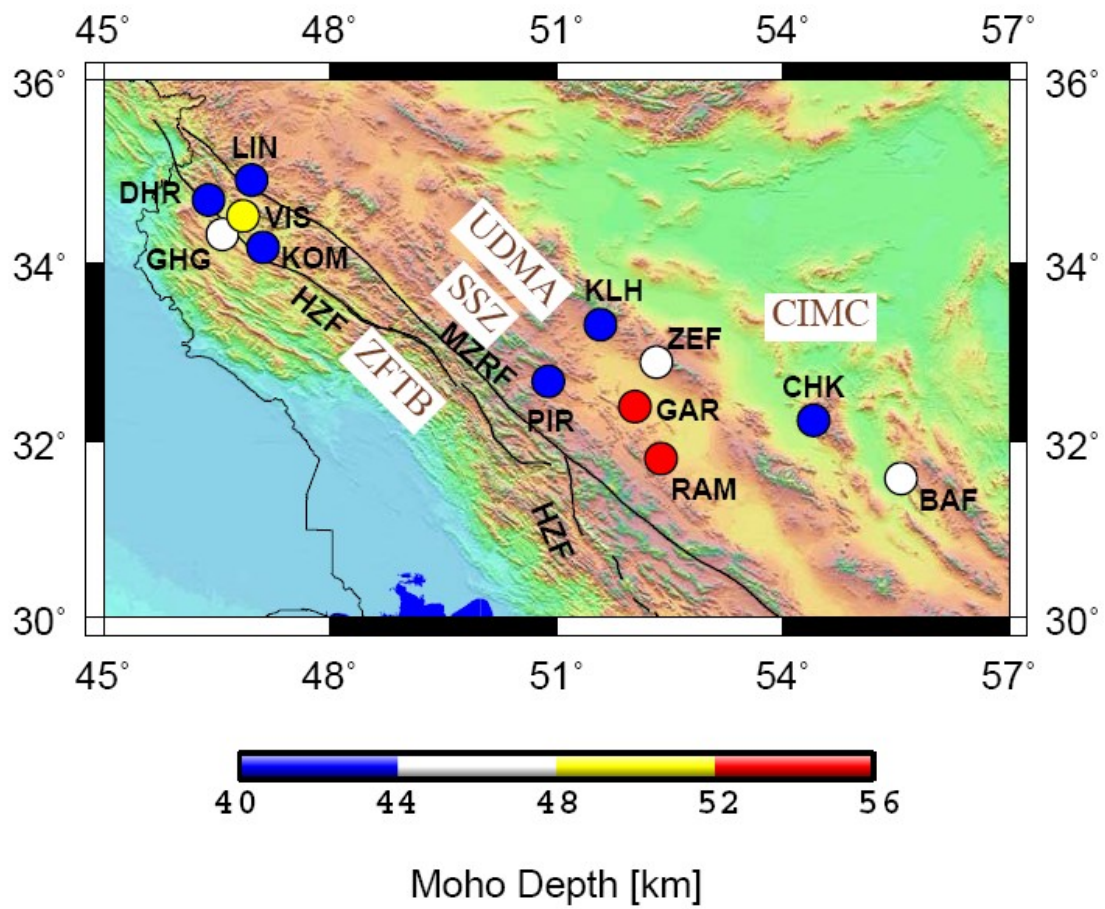 45° 48° 51° 54° 57°
36° 36°
LIN
DHR
VIS
UDMA
GHG KOM
34° 34°
SSZ KLH
HZF CIMC
MZRF ZEF
ZFTB
CHK
PIR GAR
32° 32°
RAM
BAF
HZF
30° 30°
45° 48° 51° 54° 57°
40 44 48 52 56
Moho Depth [km]